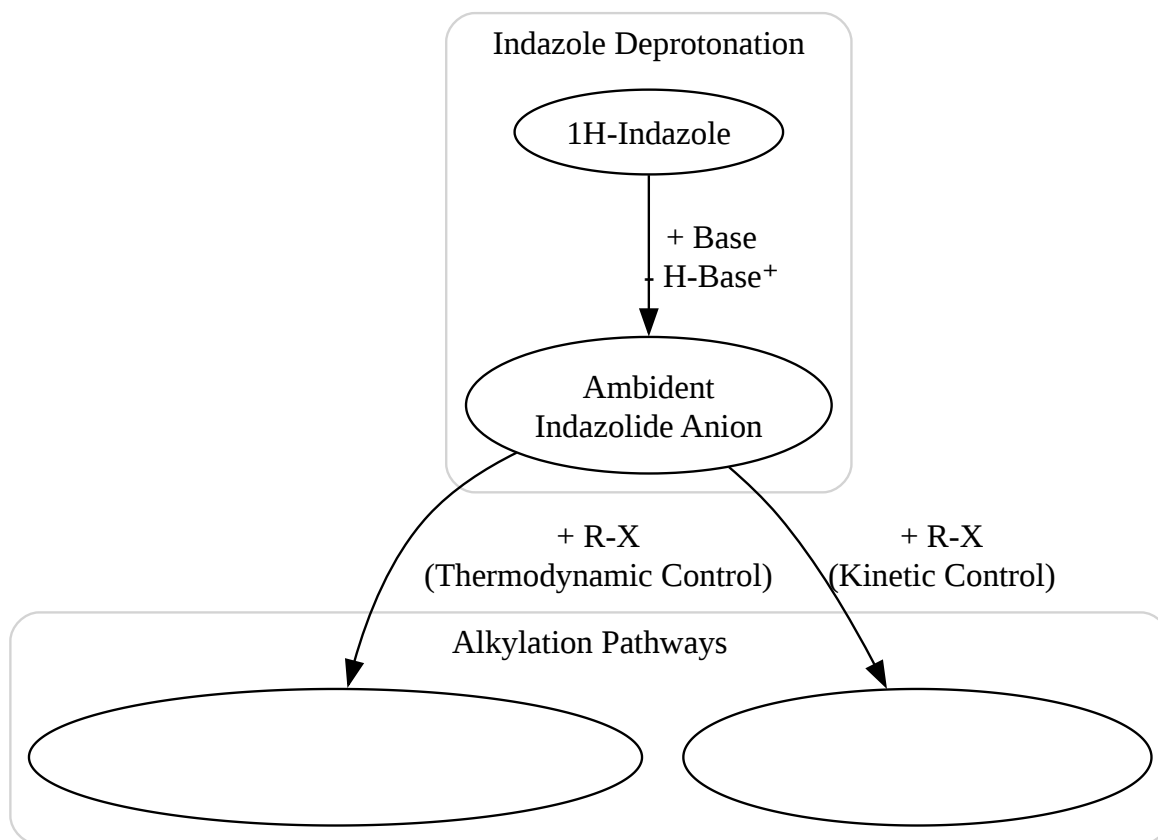 Indazole Deprotonation
1H-Indazole
+ Base
- H-Base⁺
Ambident
Indazolide Anion
+ R-X
(Thermodynamic Control)
+ R-X
(Kinetic Control)
Alkylation Pathways